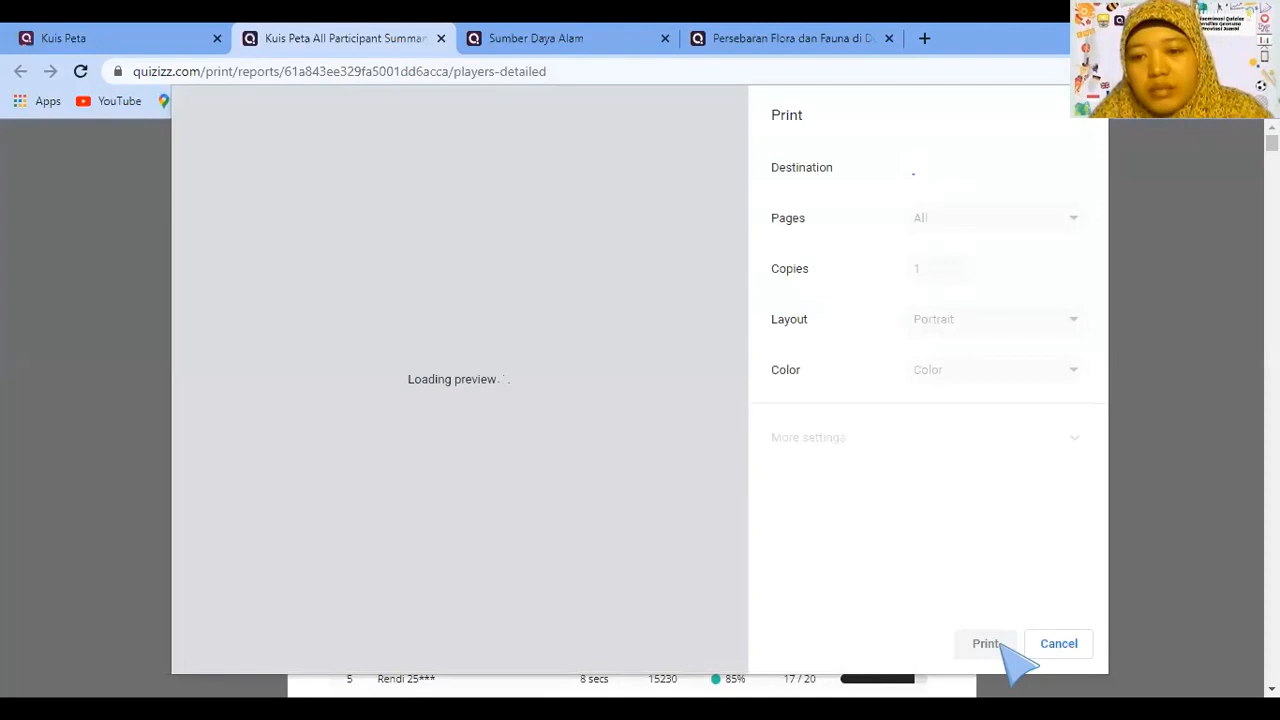 Kuis Peta
Kuis Peta All Participant Summar
Sumber Daya Alam
Persebaran Flora dan Fauna di D
quizizz.com/print/reports/61a843ee329fa5001dd6acca/players-detailed
Apps
YouTube
Print
Destination
Pages
All
Copies
1
Layout
Portrait
Color
Color
More settings
Loading preview
Print
Cancel
5 Rendi 25*** 8 secs 15230 85% 17 / 20
Provinsi Jambi